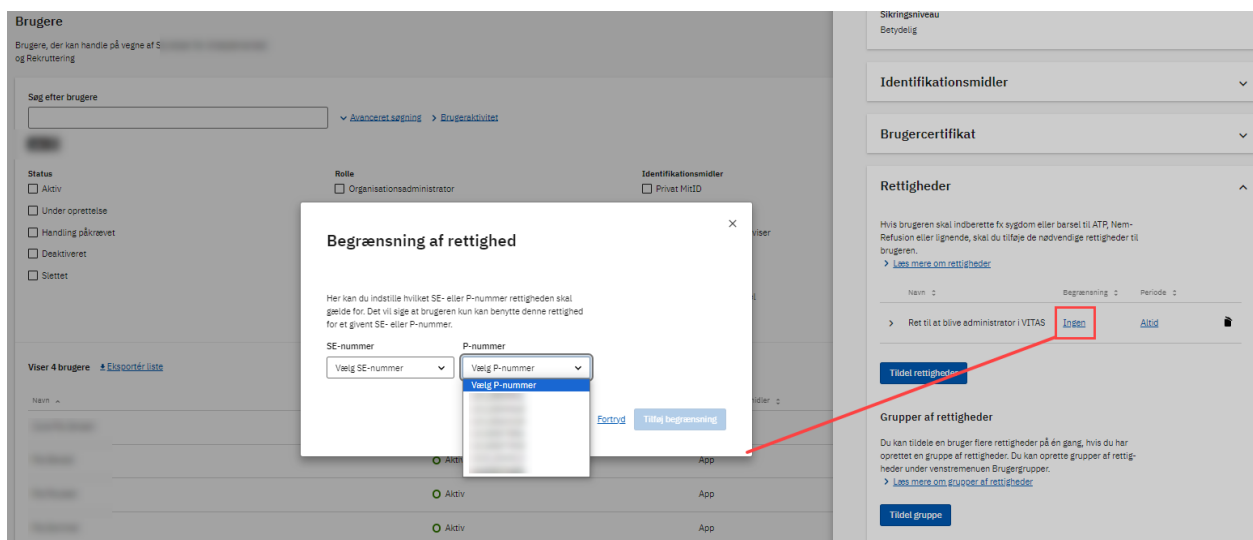 Brugere
Brugere, der kan handle på vegne af S
og Rekruttering
Søg efter brugere
Avanceret søgning
Brugeraktivitet
Status
Aktiv
Under oprettelse
Handling påkrævet
Deaktiveret
Slettet
Rolle
Organisationsadministrator
Identifikationsmidler
Privat MitID
Begrænsning af rettighed
Her kan du indstille hvilket SE- eller P-nummer rettigheden skal
gælde for. Det vil sige at brugeren kun kan benytte denne rettighed
for et givent SE- eller P-nummer.
SE-nummer
Vælg SE-nummer
P-nummer
Vælg P-nummer
Vælg P-nummer
Fortryd
Tilføj begrænsning
Viser 4 brugere
Eksportér liste
Navn
App
Aktiv
App
Aktiv
App
Sikringsniveau
Betydelig
Identifikationsmidler
Brugercertifikat
Rettigheder
Hvis brugeren skal indberette fx sygdom eller barsel til ATP, Nem-
Refusion eller lignende, skal du tilføje de nødvendige rettigheder til
brugeren.
Læs mere om rettigheder
Navn Begrænsning Periode
Ret til at blive administrator i VITAS Ingen Altid
Tildel rettigheder
Grupper af rettigheder
Du kan tildele en bruger flere rettigheder på én gang, hvis du har
oprettet en gruppe af rettigheder. Du kan oprette grupper af rettig-
heder under venstremenuen Brugergrupper.
Læs mere om grupper af rettigheder
Tildel gruppe